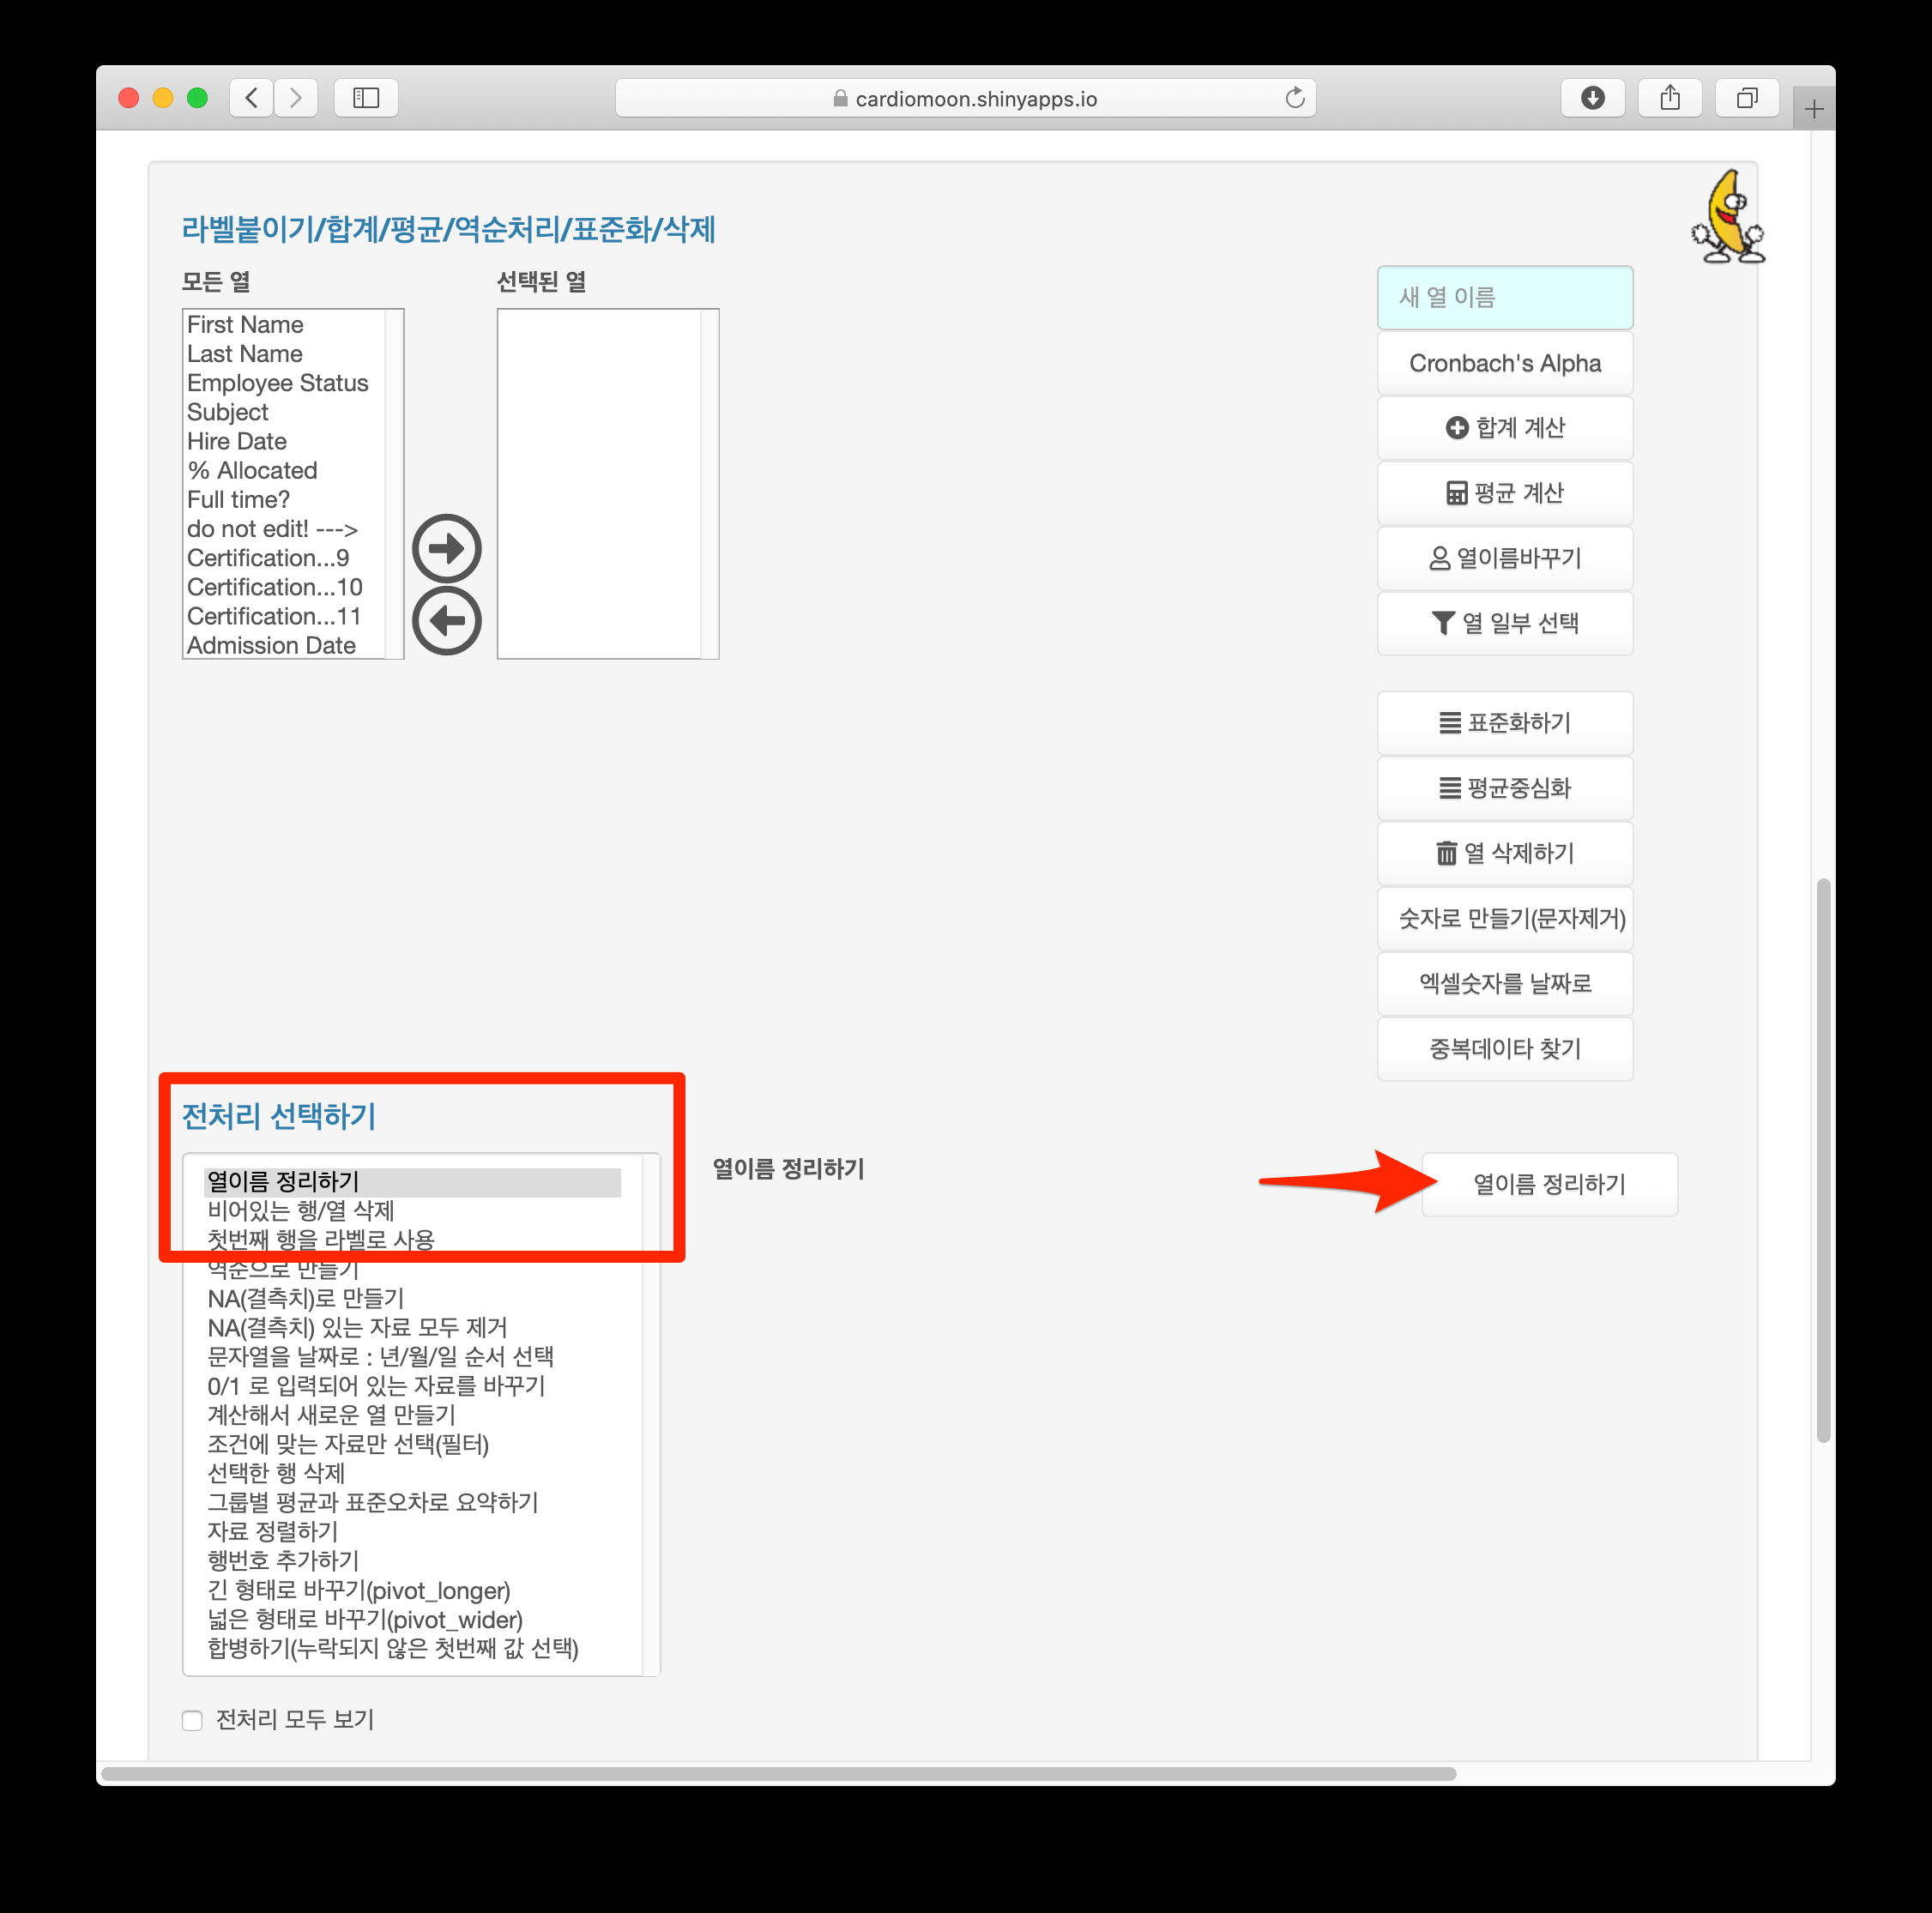 cardiomoon.shinyapps.io
라벨붙이기/합계/평균/역순처리/표준화/삭제
모든 열
선택된 열
First Name
Last Name
Employee Status
Subject
Hire Date
% Allocated
Full time?
do not edit! --->
Certification...9
Certification...10
Certification...11
Admission Date
새 열 이름
Cronbach's Alpha
합계 계산
평균 계산
열이름바꾸기
열 일부 선택
표준화하기
평균중심화
열 삭제하기
숫자로 만들기(문자제거)
엑셀숫자를 날짜로
중복데이타 찾기
전처리 선택하기
열이름 정리하기
비어있는 행/열 삭제
첫번째 행을 라벨로 사용
역순으로 만들기
NA(결측치)로 만들기
NA(결측치) 있는 자료 모두 제거
문자열을 날짜로 : 년/월/일 순서 선택
0/1 로 입력되어 있는 자료를 바꾸기
계산해서 새로운 열 만들기
조건에 맞는 자료만 선택(필터)
선택한 행 삭제
그룹별 평균과 표준오차로 요약하기
자료 정렬하기
행번호 추가하기
긴 형태로 바꾸기(pivot_longer)
넓은 형태로 바꾸기(pivot_wider)
합병하기(누락되지 않은 첫번째 값 선택)
열이름 정리하기
열이름 정리하기
전처리 모두 보기